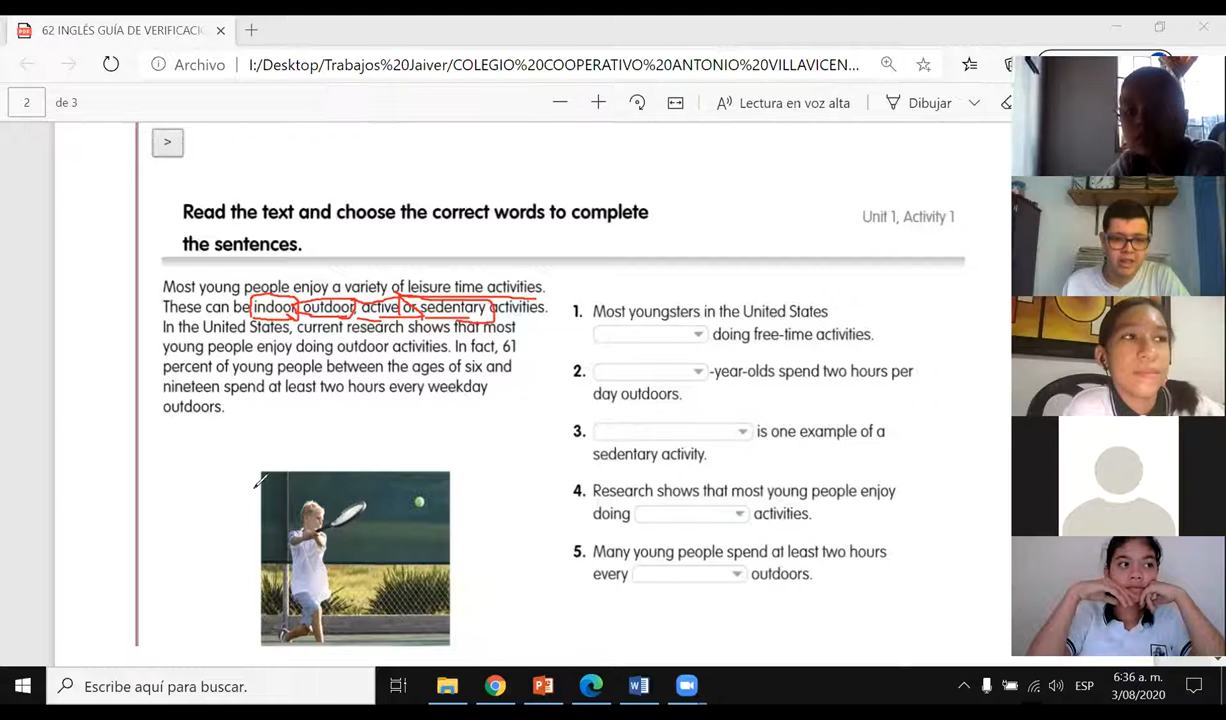 62 INGLÉS GUÍA DE VERIFICACI
Archivo I:/Desktop/Trabajos%20Jaiver/COLEGIO%20COOPERATIVO%20ANTONIO%20VILLAVICEN...
2 de 3 Lectura en voz alta Dibujar
>
Read the text and choose the correct words to complete
the sentences.
Unit 1, Activity 1
Most young people enjoy a variety of leisure time activities.
These can be indoor, outdoor, active or sedentary activities.
In the United States, current research shows that most
young people enjoy doing outdoor activities. In fact, 61
percent of young people between the ages of six and
nineteen spend at least two hours every weekday
outdoors.
1. Most youngsters in the United States
doing free-time activities.
2. -year-olds spend two hours per
day outdoors.
3. is one example of a
sedentary activity.
4. Research shows that most young people enjoy
doing activities.
5. Many young people spend at least two hours
every outdoors.
Escribe aquí para buscar.
ESP
6:36 a. m.
3/08/2020